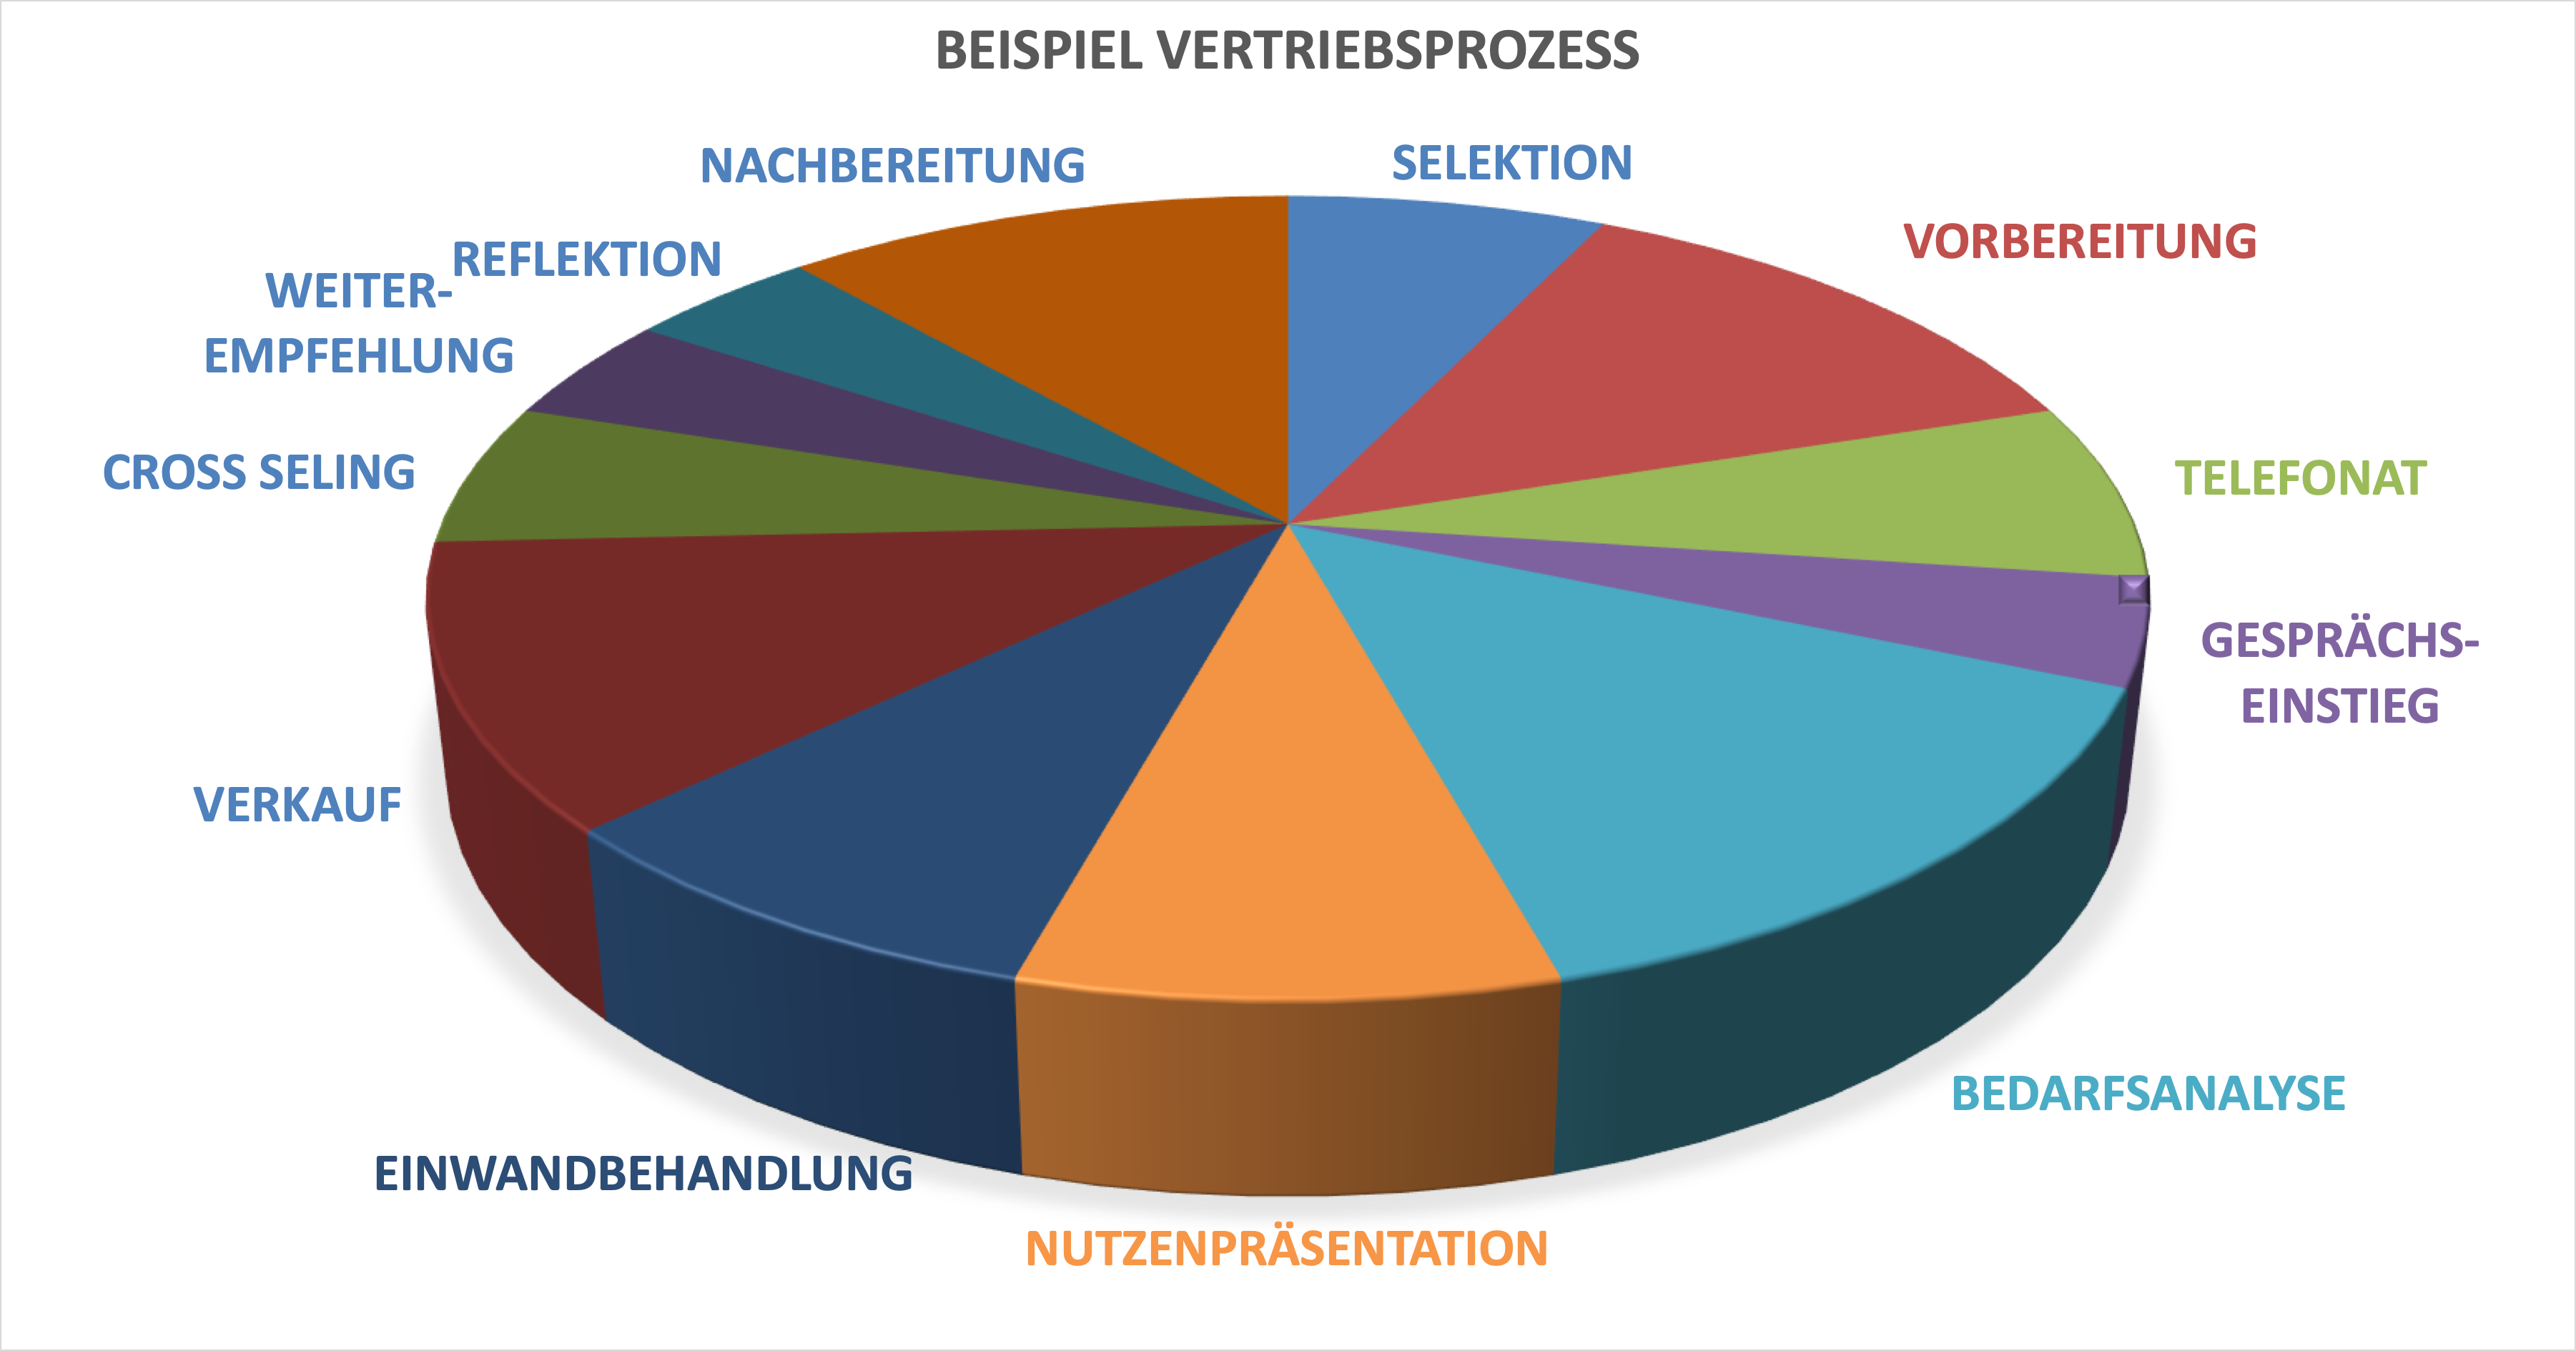 BEISPIEL VERTRIEBSPROZESS
SELEKTION
VORBEREITUNG
TELEFONAT
GESPRÄCHS-
EINSTIEG
BEDARFSANALYSE
NUTZENPRÄSENTATION
EINWANDBEHANDLUNG
VERKAUF
CROSS SELING
WEITER-
EMPFEHLUNG
REFLEKTION
NACHBEREITUNG